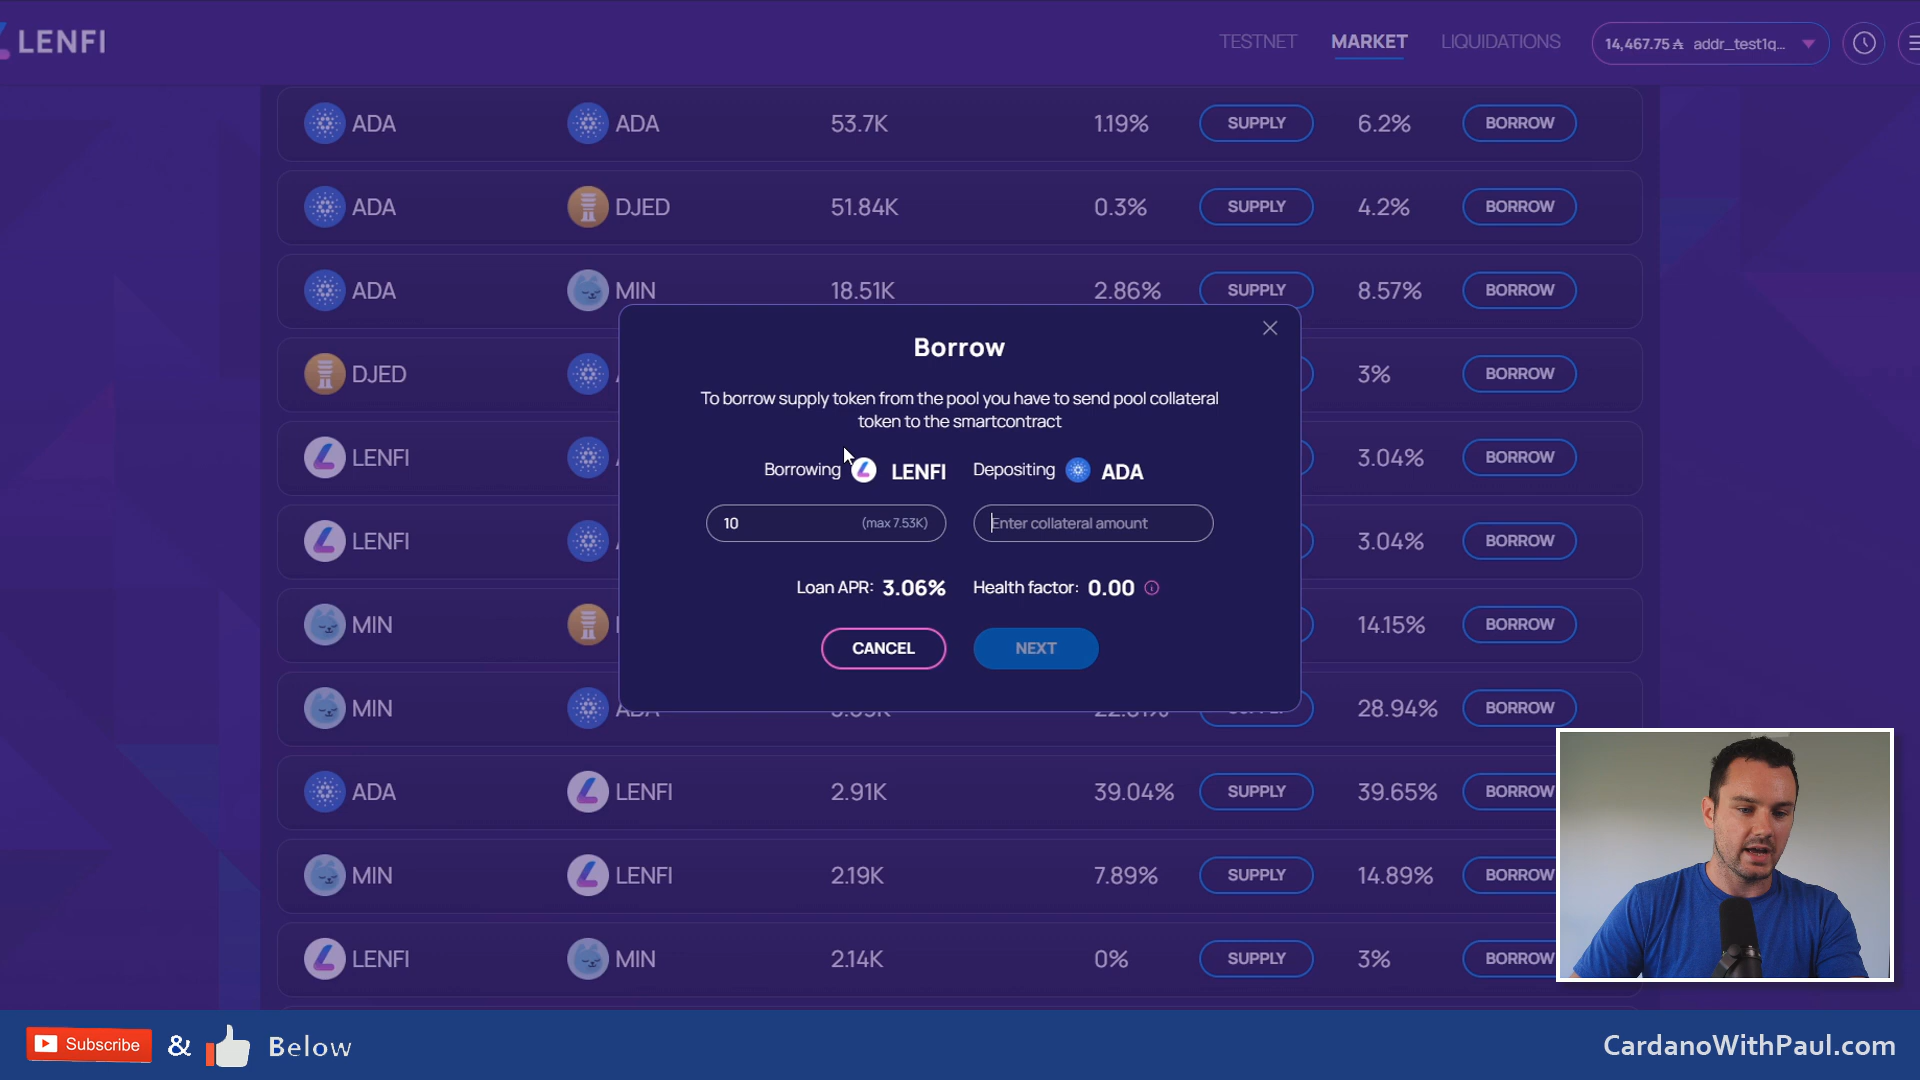 LENFI
TESTNET MARKET LIQUIDATIONS 14,467.75 ₳ addr_test1q...
ADA ADA 53.7K 1.19% SUPPLY 6.2% BORROW
ADA DJED 51.84K 0.3% SUPPLY 4.2% BORROW
ADA MIN 18.51K 2.86% SUPPLY 8.57% BORROW
DJED 3% BORROW
LENFI 3.04% BORROW
LENFI 3.04% BORROW
MIN 14.15% BORROW
MIN 28.94% BORROW
Borrow
To borrow supply token from the pool you have to send pool collateral
token to the smartcontract
Borrowing LENFI Depositing ADA
10 (max 7.53K) Enter collateral amount
Loan APR: 3.06% Health factor: 0.00
CANCEL NEXT
ADA LENFI 2.91K 39.04% SUPPLY 39.65% BORROW
MIN LENFI 2.19K 7.89% SUPPLY 14.89% BORROW
LENFI MIN 2.14K 0% SUPPLY 3% BORROW
Subscribe & Below
CardanoWithPaul.com